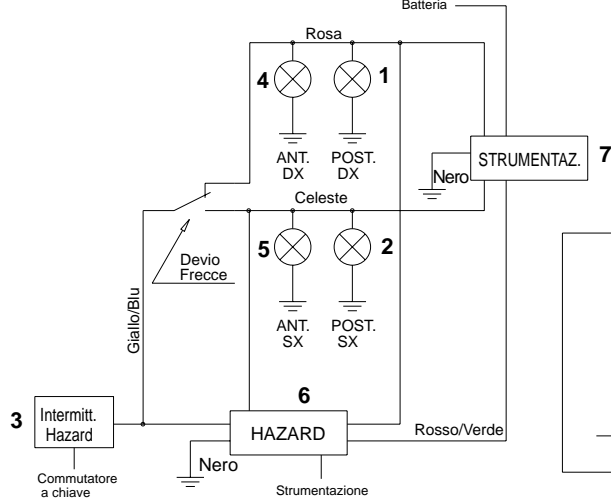 Batteria
Rosa
4
1
ANT.
DX
POST.
DX
STRUMENTAZ.
7
Nero
Celeste
5
2
Devio
Frecce
ANT.
SX
POST.
SX
Giallo/Blu
6
3
Intermitt.
Hazard
HAZARD
Rosso/Verde
Nero
Commutatore
a chiave
Strumentazione